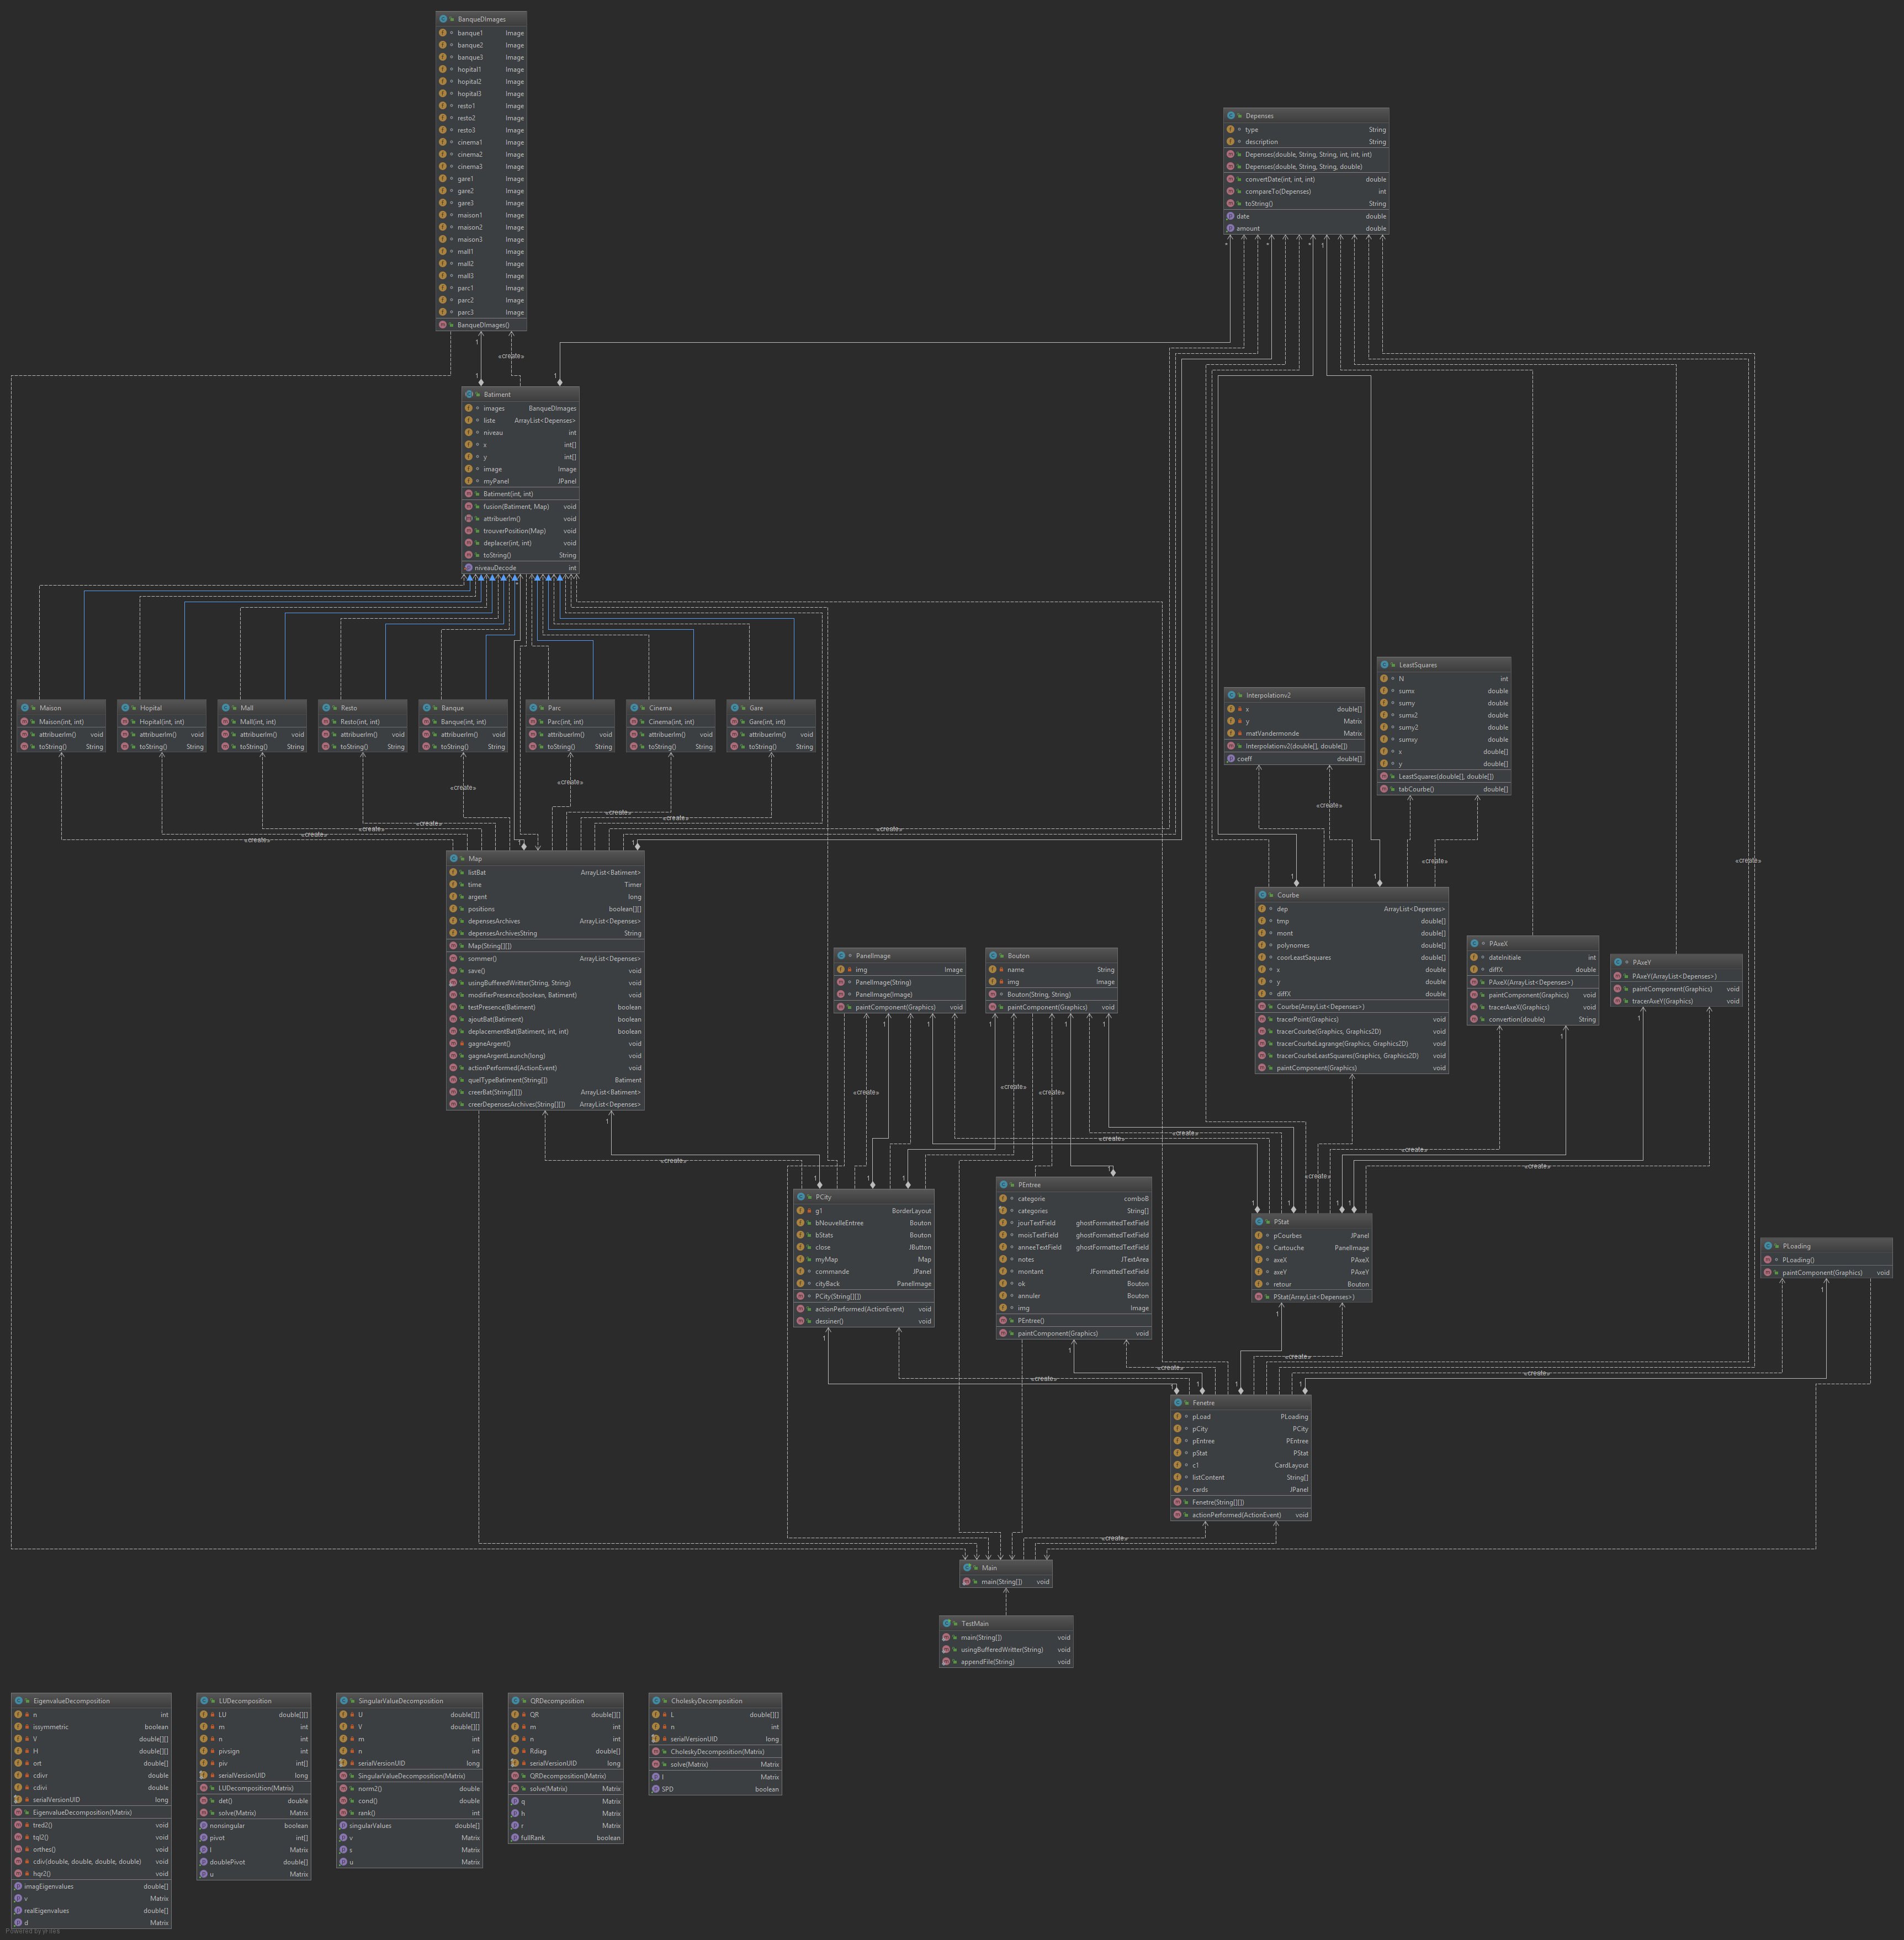 BanqueDImages
banque1 Image
banque2 Image
banque3 Image
hopital1 Image
hopital2 Image
hopital3 Image
resto1 Image
resto2 Image
resto3 Image
cinema1 Image
cinema2 Image
cinema3 Image
gare1 Image
gare2 Image
gare3 Image
maison1 Image
maison2 Image
maison3 Image
mall1 Image
mall2 Image
mall3 Image
parc1 Image
parc2 Image
parc3 Image
BanqueDImages()
Depenses
type String
description String
Depenses(double, String, String, int, int, int)
Depenses(double, String, String, double)
convertDate(int, int, int) double
compareTo(Depenses) int
toString() String
date double
amount double
Batiment
images BanqueDImages
liste ArrayList<Depenses>
niveau int
x int[]
y int[]
image Image
myPanel JPanel
Batiment(int, int)
fusion(Batiment, Map) void
attribuerIm() void
trouverPosition(Map) void
deplacer(int, int) void
toString() String
niveauDecode int
Maison
Maison(int, int)
attribuerIm() void
toString() String
Hopital
Hopital(int, int)
attribuerIm() void
toString() String
Mall
Mall(int, int)
attribuerIm() void
toString() String
Resto
Resto(int, int)
attribuerIm() void
toString() String
Banque
Banque(int, int)
attribuerIm() void
toString() String
Parc
Parc(int, int)
attribuerIm() void
toString() String
Cinema
Cinema(int, int)
attribuerIm() void
toString() String
Gare
Gare(int, int)
attribuerIm() void
toString() String
Interpolationv2
x double[]
y Matrix
matVandermonde Matrix
Interpolationv2(double[], double[])
coeff double[]
LeastSquares
N int
sumx double
sumy double
sumx2 double
sumy2 double
sumxy double
x double[]
y double[]
LeastSquares(double[], double[])
tabCourbe() double[]
Map
listBat ArrayList<Batiment>
time Timer
argent long
positions boolean[][]
depensesArchives ArrayList<Depenses>
depensesArchivesString String
Map(String[][])
sommer() ArrayList<Depenses>
save() void
usingBufferedWritter(String, String) void
modifierPresence(boolean, Batiment) void
testPresence(Batiment) boolean
ajoutBat(Batiment) boolean
deplacementBat(Batiment, int, int) boolean
gagneArgent() void
gagneArgentLaunch(long) void
actionPerformed(ActionEvent) void
quelTypeBatiment(String[]) Batiment
creerBat(String[][]) ArrayList<Batiment>
creerDepensesArchives(String[][]) ArrayList<Depenses>
PanelImage
img Image
PanelImage(String)
PanelImage(Image)
paintComponent(Graphics) void
Bouton
name String
img Image
Bouton(String, String)
paintComponent(Graphics) void
Courbe
dep ArrayList<Depenses>
tmp double[]
mont double[]
polynomes double[]
coorLeastSaquares double[]
x double
y double
diffX double
Courbe(ArrayList<Depenses>)
tracerPoint(Graphics) void
tracerCourbe(Graphics, Graphics2D) void
tracerCourbeLagrange(Graphics, Graphics2D) void
tracerCourbeLeastSquares(Graphics, Graphics2D) void
paintComponent(Graphics) void
PAxeX
dateInitiale int
diffX double
PAxeX(ArrayList<Depenses>)
paintComponent(Graphics) void
tracerAxeX(Graphics) void
convertion(double) String
PAxeY
PAxeY(ArrayList<Depenses>)
paintComponent(Graphics) void
tracerAxeY(Graphics) void
PCity
g1 BorderLayout
bNouvelleEntree Bouton
bStats Bouton
close JButton
myMap Map
commande JPanel
cityBack PanelImage
PCity(String[][])
actionPerformed(ActionEvent) void
dessiner() void
PEntree
categorie comboB
categories String[]
jourTextField ghostFormattedTextField
moisTextField ghostFormattedTextField
anneeTextField ghostFormattedTextField
notes JTextArea
montant JFormattedTextField
ok Bouton
annuler Bouton
img Image
PEntree()
paintComponent(Graphics) void
PStat
pCourbes JPanel
Cartouche PanelImage
axeX PAxeX
axeY PAxeY
retour Bouton
PStat(ArrayList<Depenses>)
PLoading
PLoading()
paintComponent(Graphics) void
Fenetre
pLoad PLoading
pCity PCity
pEntree PEntree
pStat PStat
c1 CardLayout
listContent String[]
cards JPanel
Fenetre(String[][])
actionPerformed(ActionEvent) void
Main
main(String[]) void
TestMain
main(String[]) void
usingBufferedWritter(String) void
appendFile(String) void
EigenvalueDecomposition
n int
issymmetric boolean
V double[][]
H double[][]
ort double[]
cdivr double
cdivi double
serialVersionUID long
EigenvalueDecomposition(Matrix)
tred2() void
tql2() void
orthes() void
cdiv(double, double, double, double) void
hqr2() void
imagEigenvalues double[]
v Matrix
realEigenvalues double[]
d Matrix
LUDecomposition
LU double[][]
m int
n int
pivsign int
piv int[]
serialVersionUID long
LUDecomposition(Matrix)
det() double
solve(Matrix) Matrix
nonsingular boolean
pivot int[]
l Matrix
doublePivot double[]
u Matrix
SingularValueDecomposition
U double[][]
V double[][]
m int
n int
serialVersionUID long
SingularValueDecomposition(Matrix)
norm2() double
cond() double
rank() int
singularValues double[]
v Matrix
s Matrix
u Matrix
QRDecomposition
QR double[][]
m int
n int
Rdiag double[]
serialVersionUID long
QRDecomposition(Matrix)
solve(Matrix) Matrix
q Matrix
h Matrix
r Matrix
fullRank boolean
CholeskyDecomposition
L double[][]
n int
serialVersionUID long
CholeskyDecomposition(Matrix)
solve(Matrix) Matrix
l Matrix
SPD boolean
Powered by yFiles